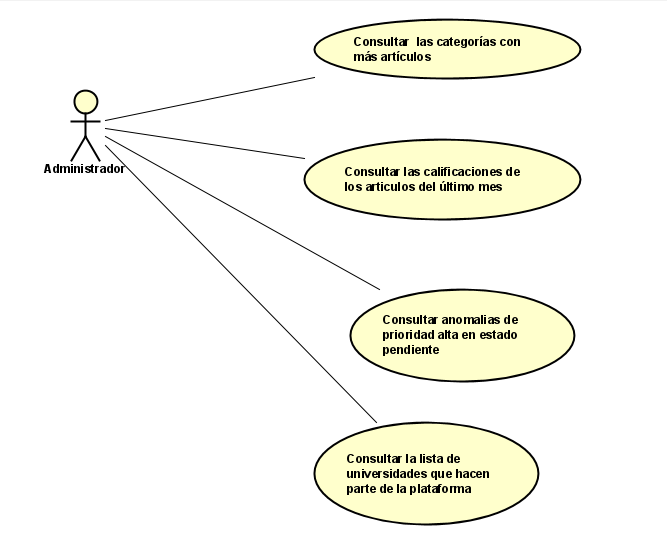 Consultar las categorías con
más artículos
Administrador
Consultar las calificaciones de
los articulos del último mes
Consultar anomalias de
prioridad alta en estado
pendiente
Consultar la lista de
universidades que hacen
parte de la plataforma